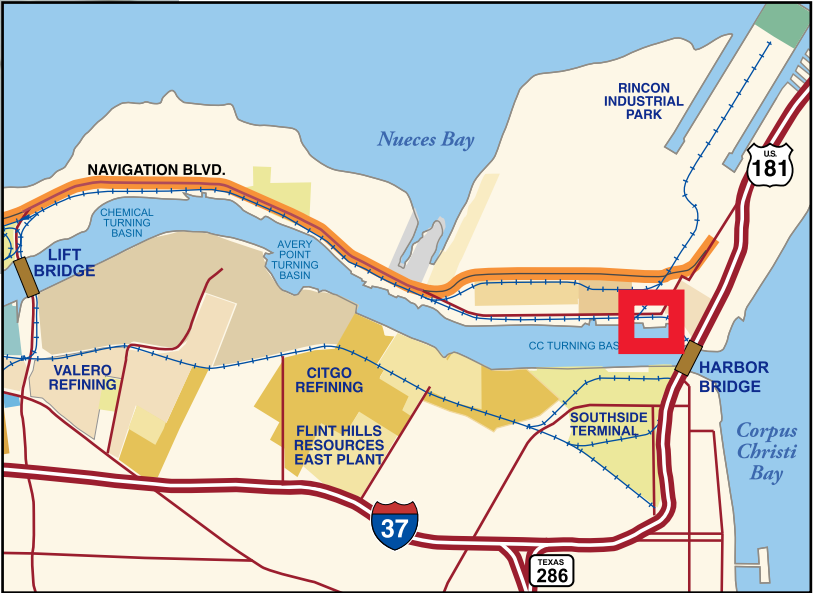 RINCON
INDUSTRIAL
PARK
Nueces Bay
U.S.
181
NAVIGATION BLVD.
CHEMICAL
TURNING
BASIN
AVERY
POINT
TURNING
BASIN
LIFT
BRIDGE
CC TURNING BAS
HARBOR
BRIDGE
VALERO
REFINING
CITGO
REFINING
FLINT HILLS
RESOURCES
EAST PLANT
SOUTHSIDE
TERMINAL
Corpus
Christi
Bay
37
TEXAS
286